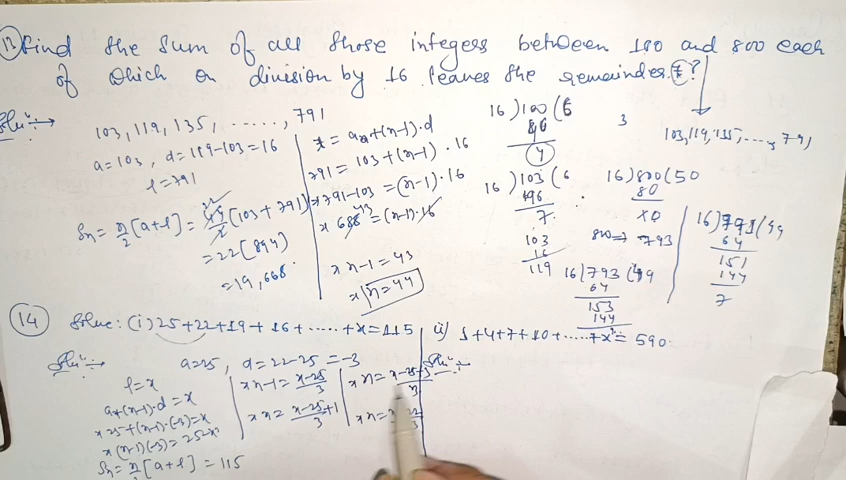 Find the sum of all those integers between 100 and 800 each
of which on division by 16 leaves the remainder 7?
Solu:→
103, 119, 135, ......, 791
a=103, d=119-103=16
l=791
Sn = n/2 [a+l] = 44/2 [103+791]
=22[894]
=19,668
l = a+(n-1).d
791 = 103+(n-1).16
791-103=(n-1).16
x 688=(n-1).16
43
x n-1=43
x n=44
16)100(6
96
4
3
103,119,135,...,791
16)103(6
96
7
103
16
119
16)800(50
80
x0
800→793
16)793(49
64
153
144
16)791(49
64
151
144
7
14 Solve: (i) 25+22+19+16+.....+x=115
Solu:→ a=25, d=22-25=-3
l=x
a+(n-1).d=x
x 25+(n-1).(-3)=x
x (n-1)(-3)=25-x
Sn=n/2[a+l]=115
x n-1=x-25/3
x n=x-25/3+1
x n=x-25+3/3
(ii) 1+4+7+10+.....+x=590.
Solu:→